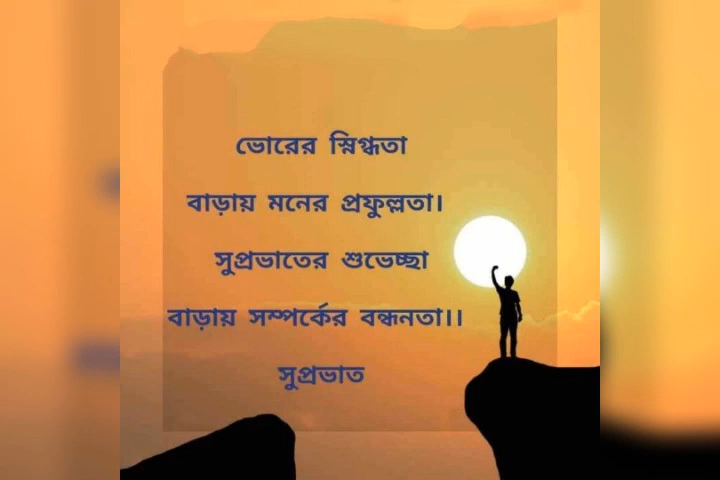 ভোরের স্নিগ্ধতা
বাড়ায় মনের প্রফুল্লতা।
সুপ্রভাতের শুভেচ্ছা
বাড়ায় সম্পর্কের বন্ধনতা।।
সুপ্রভাত